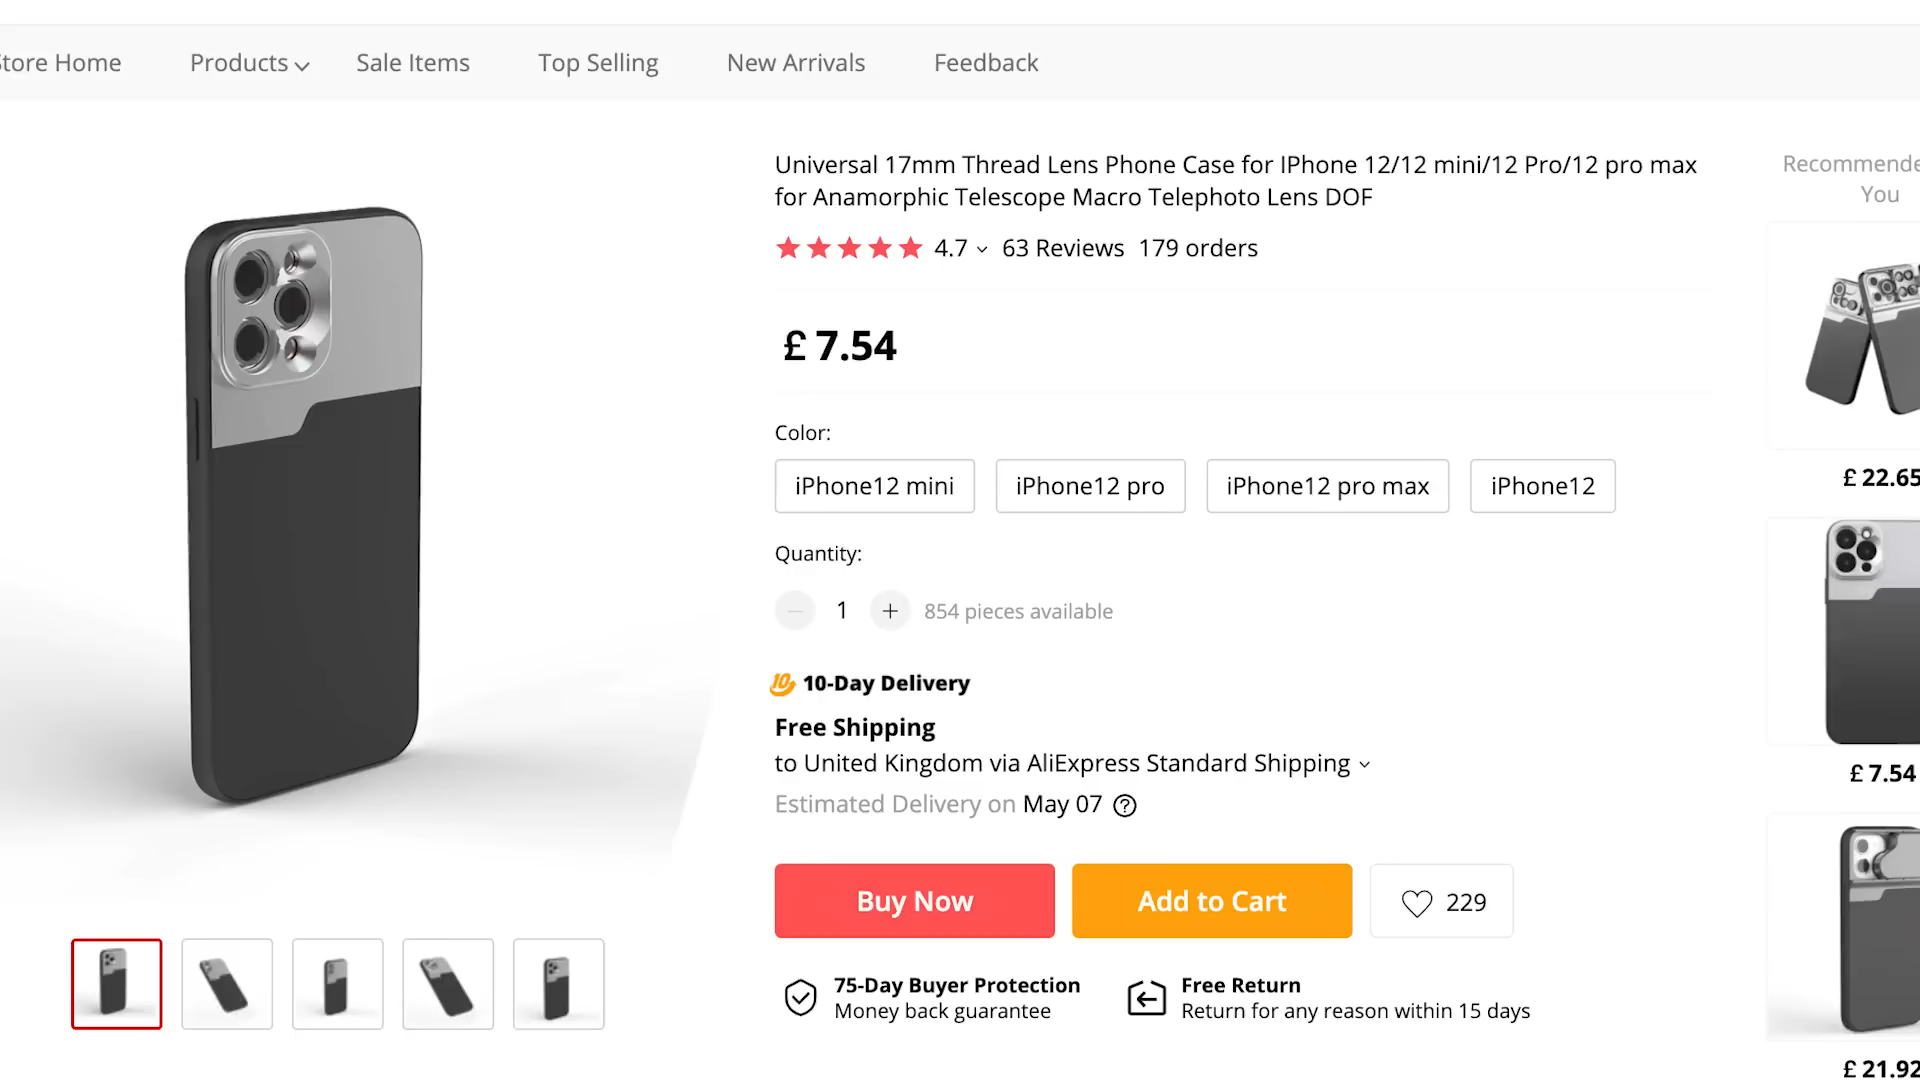 Store Home
Products
Sale Items
Top Selling
New Arrivals
Feedback
Universal 17mm Thread Lens Phone Case for IPhone 12/12 mini/12 Pro/12 pro max
for Anamorphic Telescope Macro Telephoto Lens DOF
4.7
63 Reviews
179 orders
£ 7.54
Color:
iPhone12 mini
iPhone12 pro
iPhone12 pro max
iPhone12
Quantity:
1
+
854 pieces available
10 10-Day Delivery
Free Shipping
to United Kingdom via AliExpress Standard Shipping
Estimated Delivery on May 07
Buy Now
Add to Cart
229
75-Day Buyer Protection
Money back guarantee
Free Return
Return for any reason within 15 days
Recommende
You
£ 22.65
£ 7.54
£ 21.92